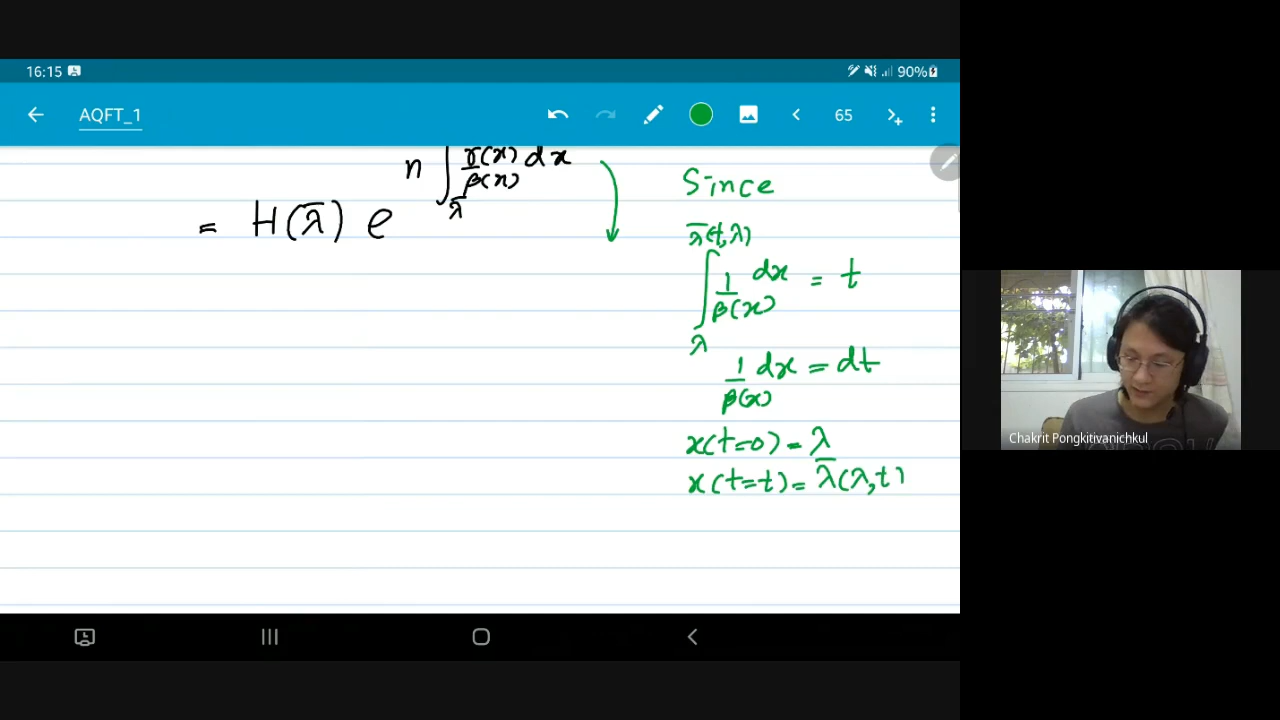 16:15 90%
AQFT_1 65
= H(λ̄) e^{n ∫_{λ̄} γ(x)/β(x) dx}
Since
∫_{λ}^{λ̄(t,λ)} 1/β(x) dx = t
1/β(x) dx = dt
x(t=0) = λ
x(t=t) = λ̄(λ,t)
Chakrit Pongkitivanichkul